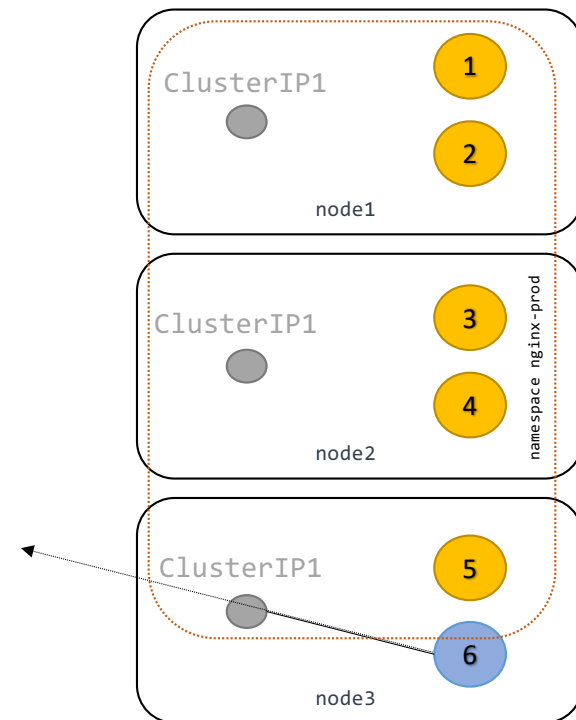 1
ClusterIP1
2
node1
3
namespace nginx-prod
ClusterIP1
4
node2
5
ClusterIP1
6
node3